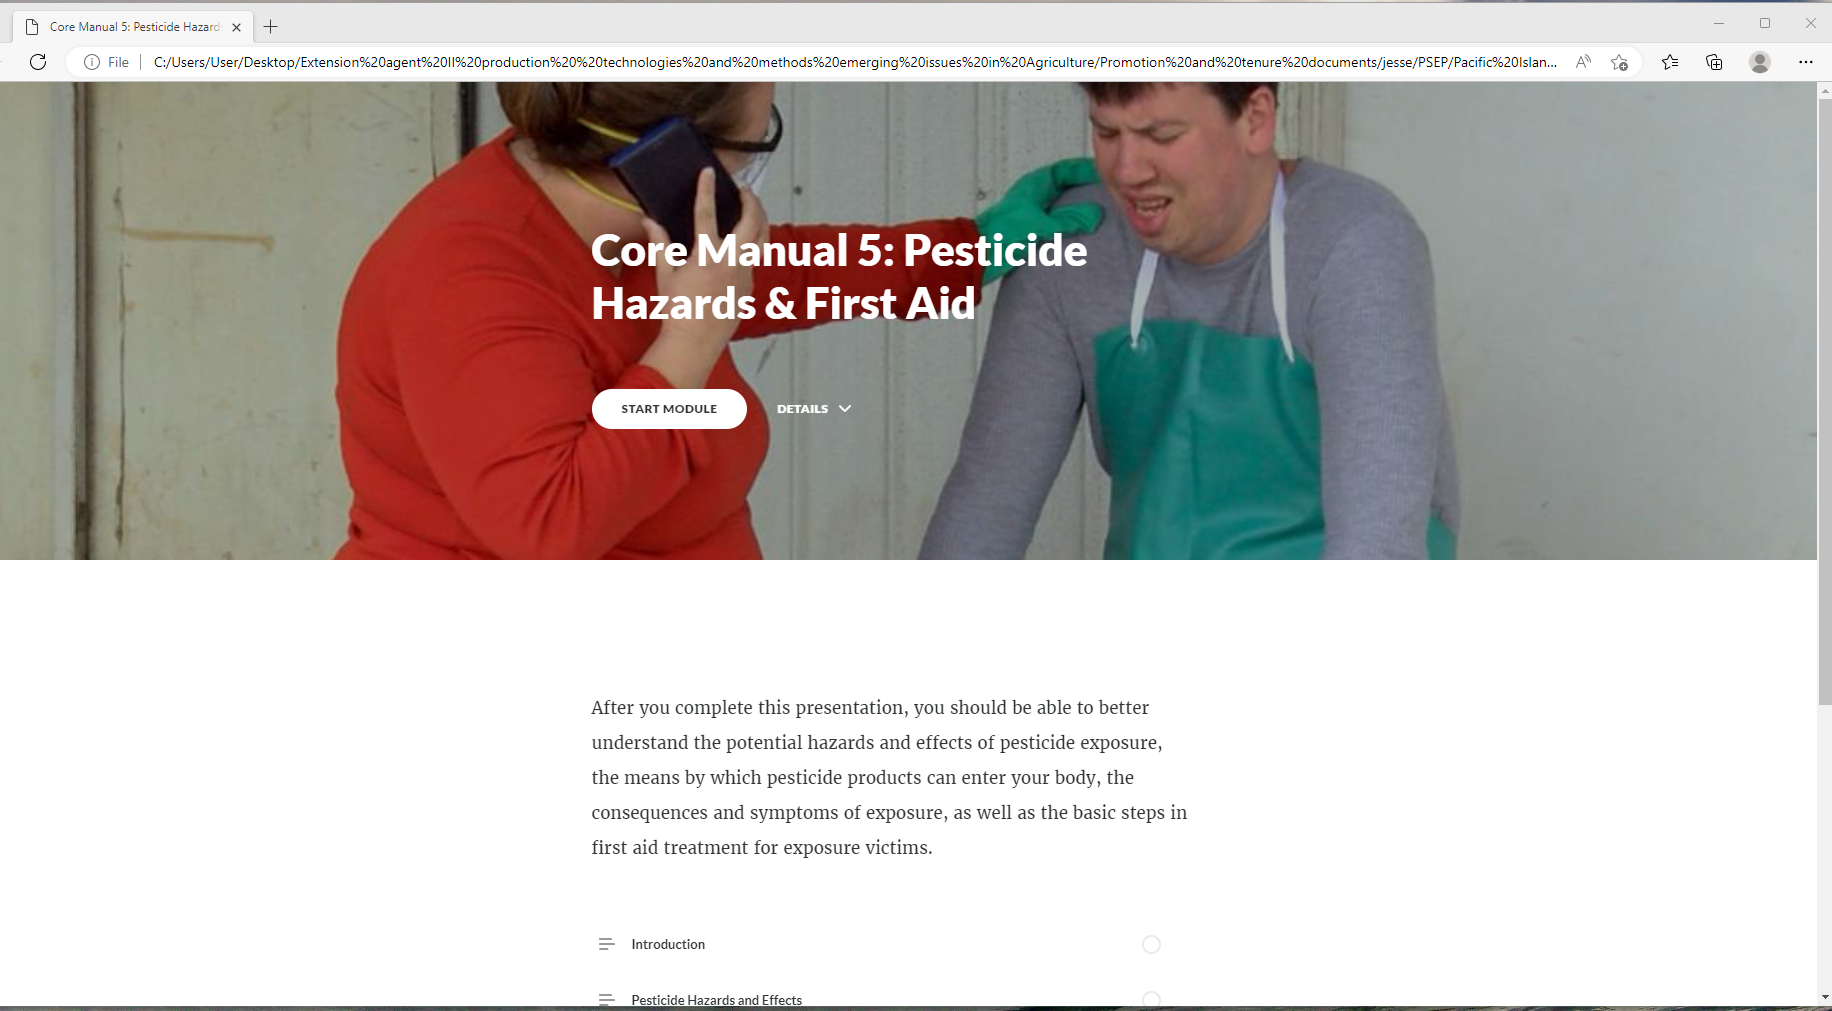 Core Manual 5: Pesticide Hazard
File
C:/Users/User/Desktop/Extension%20agent%20II%20production%20%20technologies%20and%20methods%20emerging%20issues%20in%20Agriculture/Promotion%20and%20tenure%20documents/jesse/PSEP/Pacific%20Islan...
Core Manual 5: Pesticide
Hazards & First Aid
START MODULE
DETAILS
After you complete this presentation, you should be able to better
understand the potential hazards and effects of pesticide exposure,
the means by which pesticide products can enter your body, the
consequences and symptoms of exposure, as well as the basic steps in
first aid treatment for exposure victims.
Introduction
Pesticide Hazards and Effects